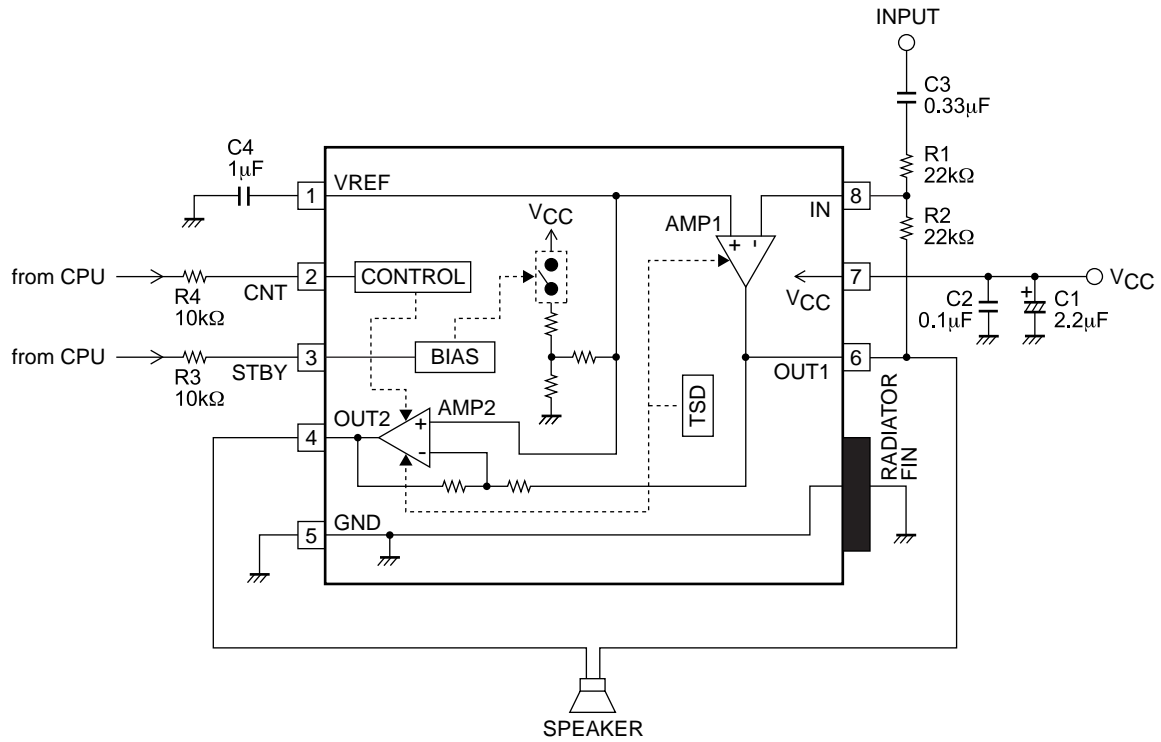 INPUT
C3
0.33µF
C4
1µF
R1
22kΩ
1
VREF
8
IN
VCC
AMP1
+ -
R2
22kΩ
from CPU
R4
10kΩ
2
CNT
CONTROL
7
VCC
VCC
C2
0.1µF
+
C1
2.2µF
from CPU
R3
10kΩ
3
STBY
BIAS
6
OUT1
TSD
4
OUT2
AMP2
+
-
RADIATOR
FIN
5
GND
SPEAKER